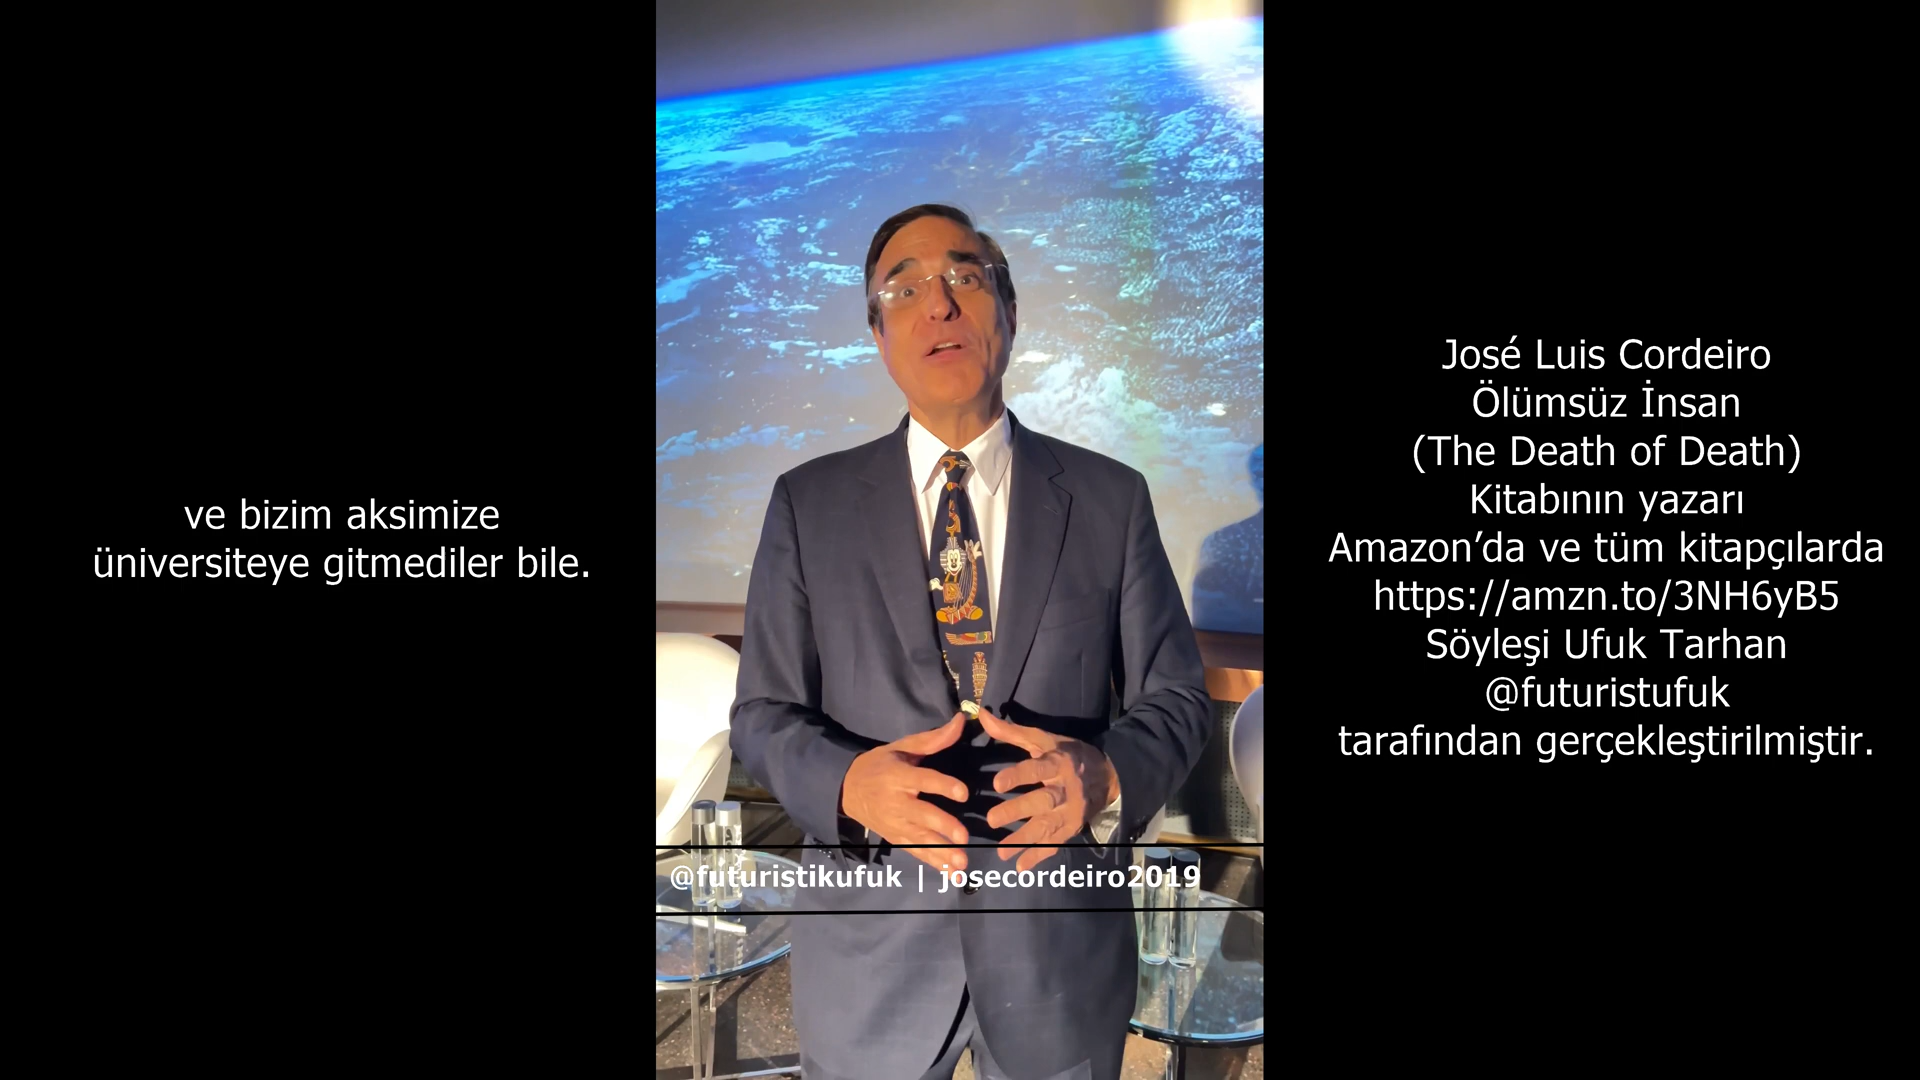 ve bizim aksimize
üniversiteye gitmediler bile.
@futuristikufuk | josecordeiro2019
José Luis Cordeiro
Ölümsüz İnsan
(The Death of Death)
Kitabının yazarı
Amazon’da ve tüm kitapçılarda
https://amzn.to/3NH6yB5
Söyleşi Ufuk Tarhan
@futuristufuk
tarafından gerçekleştirilmiştir.